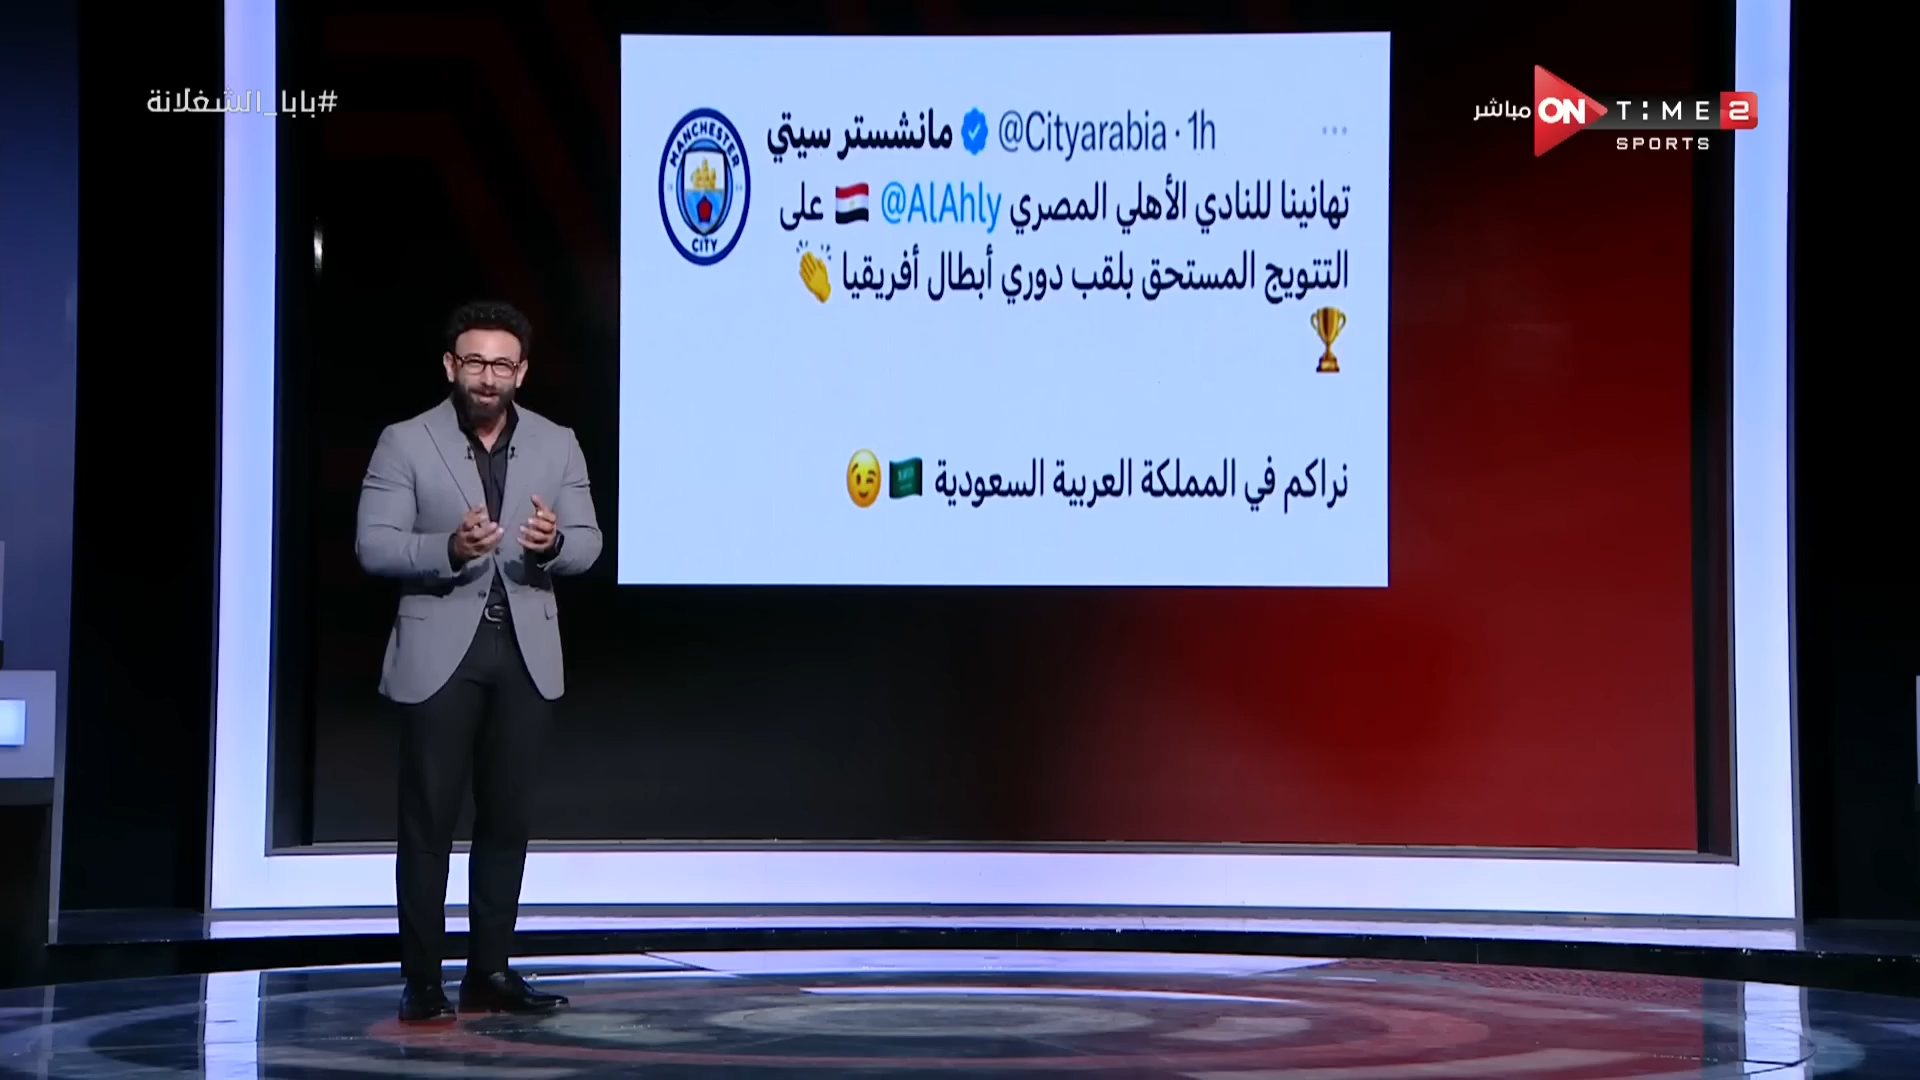 #بابا_الشغلانة
مباشر ON TIME 2
SPORTS
MANCHESTER
CITY
مانشستر سيتي @Cityarabia · 1h
تهانينا للنادي الأهلي المصري @AlAhly 🇪🇬 على
التتويج المستحق بلقب دوري أبطال أفريقيا 👏
🏆
نراكم في المملكة العربية السعودية 🇸🇦😉